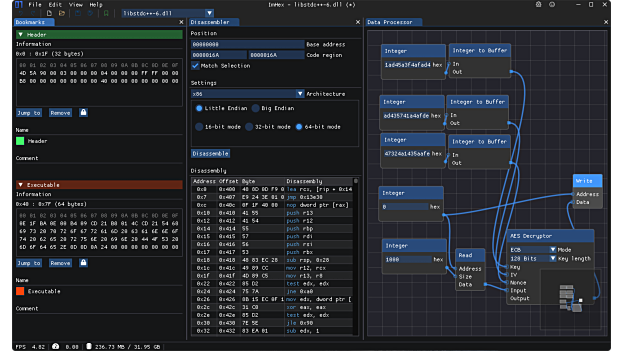 File Edit View Layout Extras Help
ImHex - libstdc++-6.dll (*)
libstdc++-6.dll
Bookmarks
Header
Information
0x0 : 0x1F (32 bytes)
00 01 02 03 04 05 06 07 08 09 0A 0B 0C 0D 0E 0F
4D 5A 90 00 03 00 00 00 04 00 00 00 FF FF 00 00
B8 00 00 00 00 00 00 00 40 00 00 00 00 00 00 00
Jump to Remove
Name
Header
Comment
Executable
Information
0x40 : 0x7F (64 bytes)
00 01 02 03 04 05 06 07 08 09 0A 0B 0C 0D 0E 0F
0E 1F BA 0E 00 B4 09 CD 21 B8 01 4C CD 21 54 68
69 73 20 70 72 6F 67 72 61 6D 20 63 61 6E 6E 6F
74 20 62 65 20 72 75 6E 20 69 6E 20 44 4F 53 20
6D 6F 64 65 2E 0D 0D 0A 24 00 00 00 00 00 00 00
Jump to Remove
Name
Executable
Comment
Disassembler
Position
00000000 Base address
0000016A 0000016A Code region
Match Selection
Settings
x86 Architecture
Little Endian Big Endian
16-bit mode 32-bit mode 64-bit mode
Disassemble
Disassembly
Address Offset Byte Disassembly
0x0 0x400 48 8D 0D F9 0 lea rcx, [rip + 0x14
0x7 0x407 E9 24 3E 01 0 jmp 0x13e30
0xc 0x40c 0F 1F 40 00 nop dword ptr [rax]
0x10 0x410 41 55 push r13
0x12 0x412 41 54 push r12
0x14 0x414 55 push rbp
0x15 0x415 57 push rdi
0x16 0x416 56 push rsi
0x17 0x417 53 push rbx
0x18 0x418 48 83 EC 28 sub rsp, 0x28
0x1c 0x41c 49 89 CC mov r12, rcx
0x1f 0x41f 4D 89 C5 mov r13, r8
0x22 0x422 85 D2 test edx, edx
0x24 0x424 75 7A jne 0xa0
0x26 0x426 8B 15 EC 0F 1 mov edx, dword ptr [
0x2c 0x42c 31 C0 xor eax, eax
0x2e 0x42e 85 D2 test edx, edx
0x30 0x430 7E 5E jle 0x90
0x32 0x432 83 EA 01 sub edx, 1
Data Processor
Integer
1ad45a3f4afad4 hex
Integer to Buffer
In
Out
Integer
ad435741a4afde hex
Integer to Buffer
In
Out
Integer
47324a1435aafe hex
Integer to Buffer
In
Out
Integer
0 hex
Write
Address
Data
Integer
1000 hex
Read
Address
Size
Data
AES Decryptor
ECB Mode
128 Bits Key length
Key
IV
Nonce
Input
Output
FPS 4.82 0.00 236.73 MB / 31.95 GB